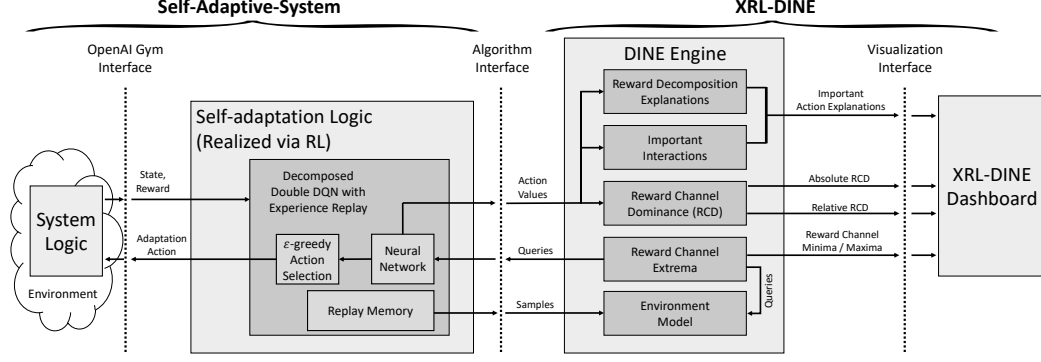 Self-Adaptive-System
XRL-DINE
OpenAI Gym
Interface
Algorithm
Interface
Visualization
Interface
DINE Engine
Self-adaptation Logic
(Realized via RL)
Decomposed
Double DQN with
Experience Replay
ε-greedy
Action
Selection
Neural
Network
Replay Memory
System
Logic
Environment
State,
Reward
Adaptation
Action
Action
Values
Queries
Samples
Reward Decomposition
Explanations
Important
Interactions
Reward Channel
Dominance (RCD)
Reward Channel
Extrema
Environment
Model
Queries
Important
Action Explanations
Absolute RCD
Relative RCD
Reward Channel
Minima / Maxima
XRL-DINE
Dashboard